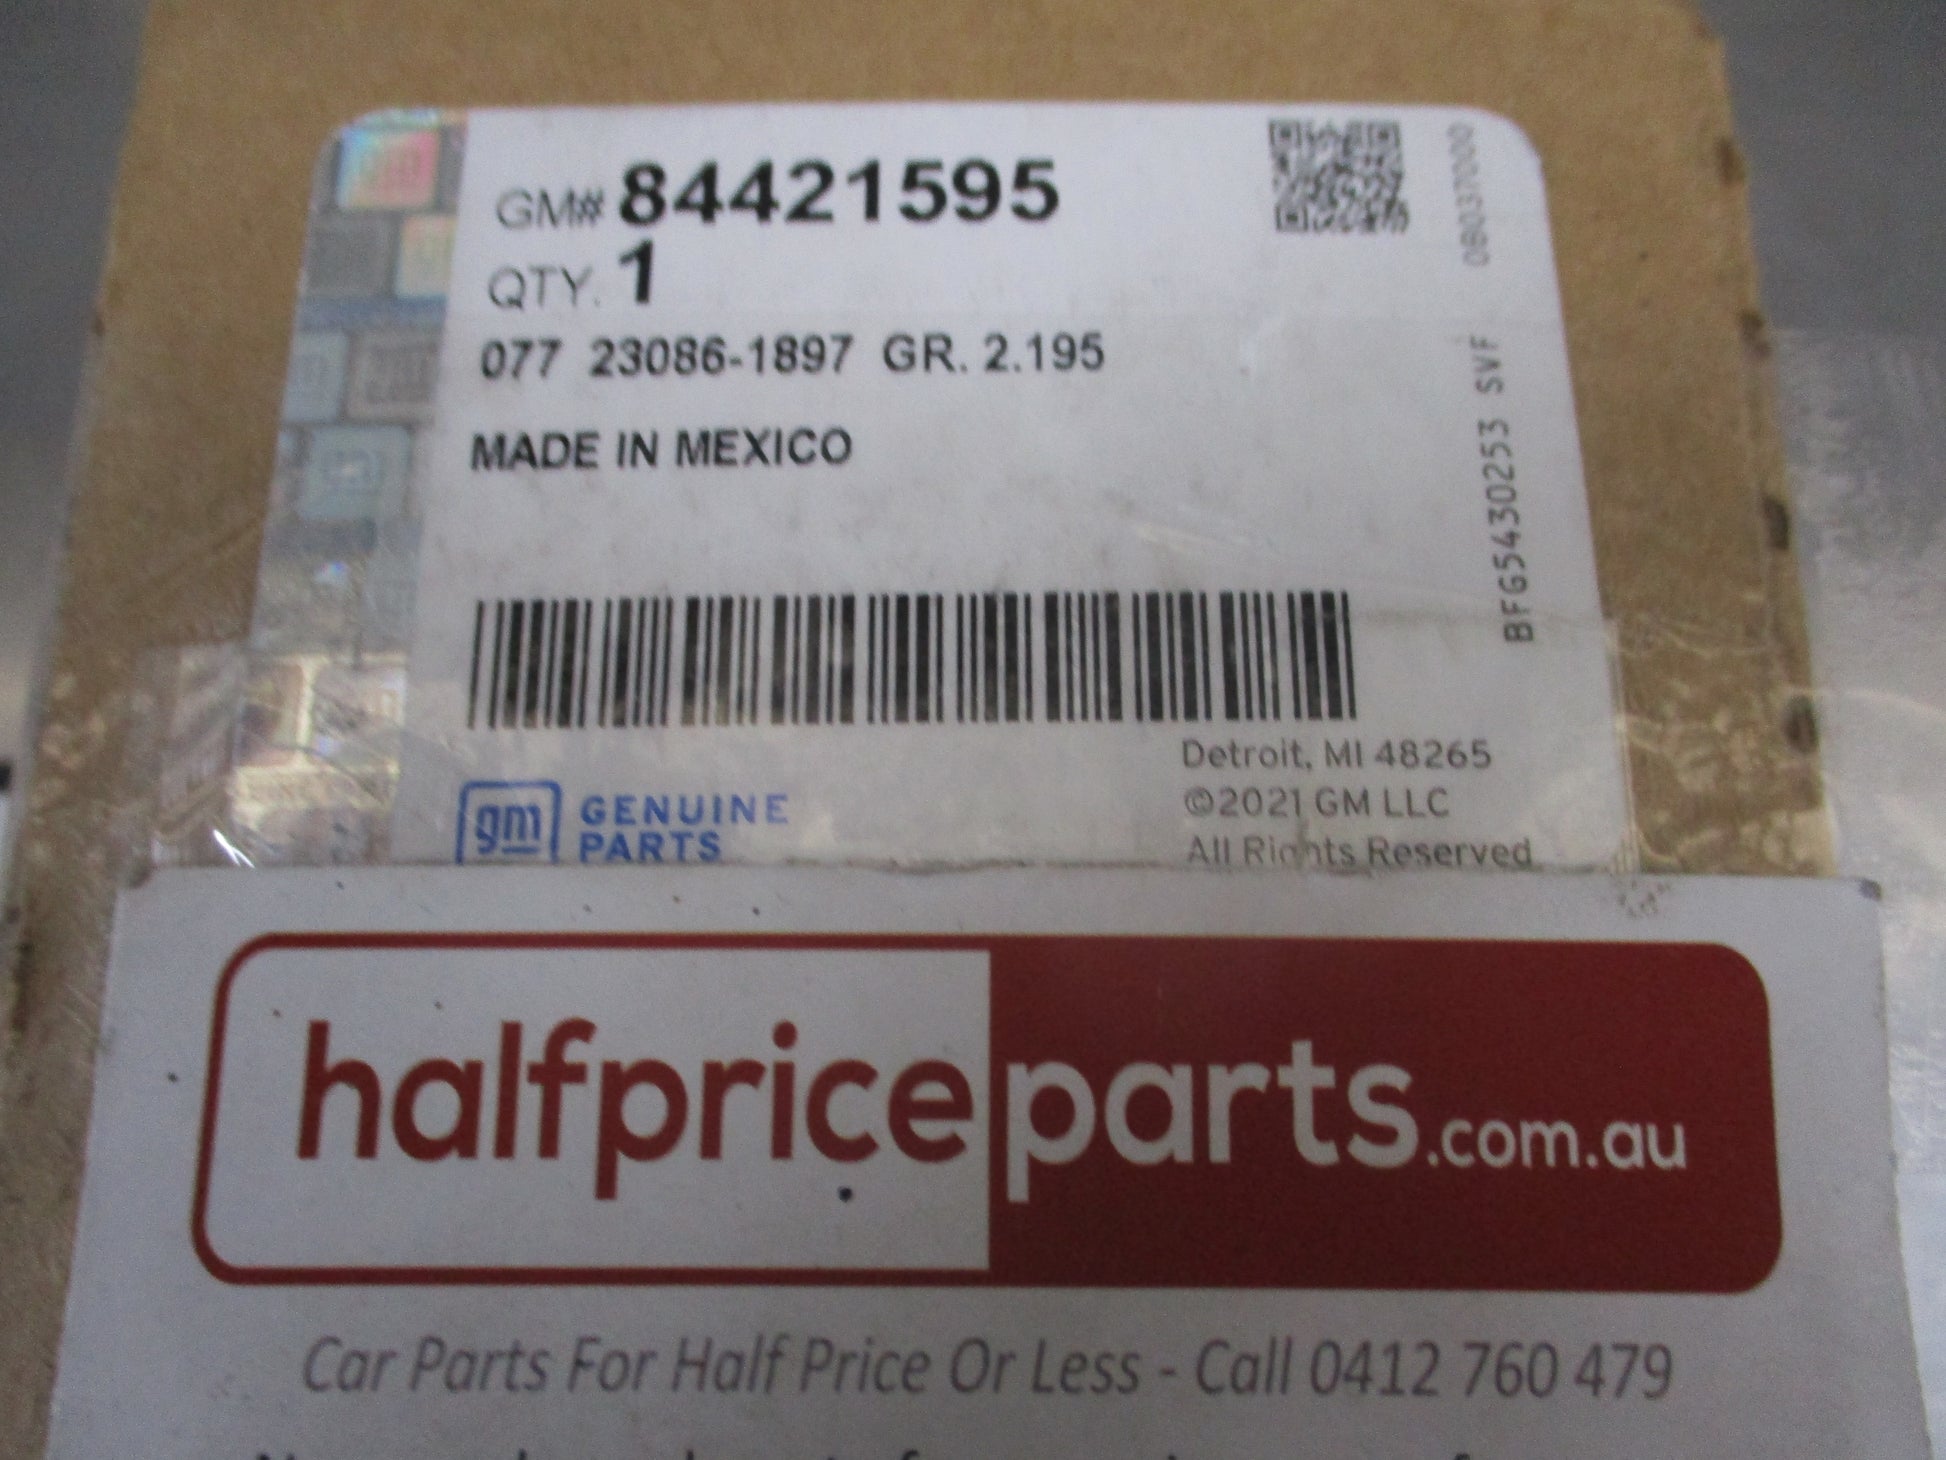 GM# 84421595
QTY. 1
077 23086-1897 GR. 2.195
MADE IN MEXICO
0B037000
BFG5430253 SVF
Detroit, MI 48265
©2021 GM LLC
All Rights Reserved
gm GENUINE
PARTS
halfpriceparts.com.au
Car Parts For Half Price Or Less - Call 0412 760 479